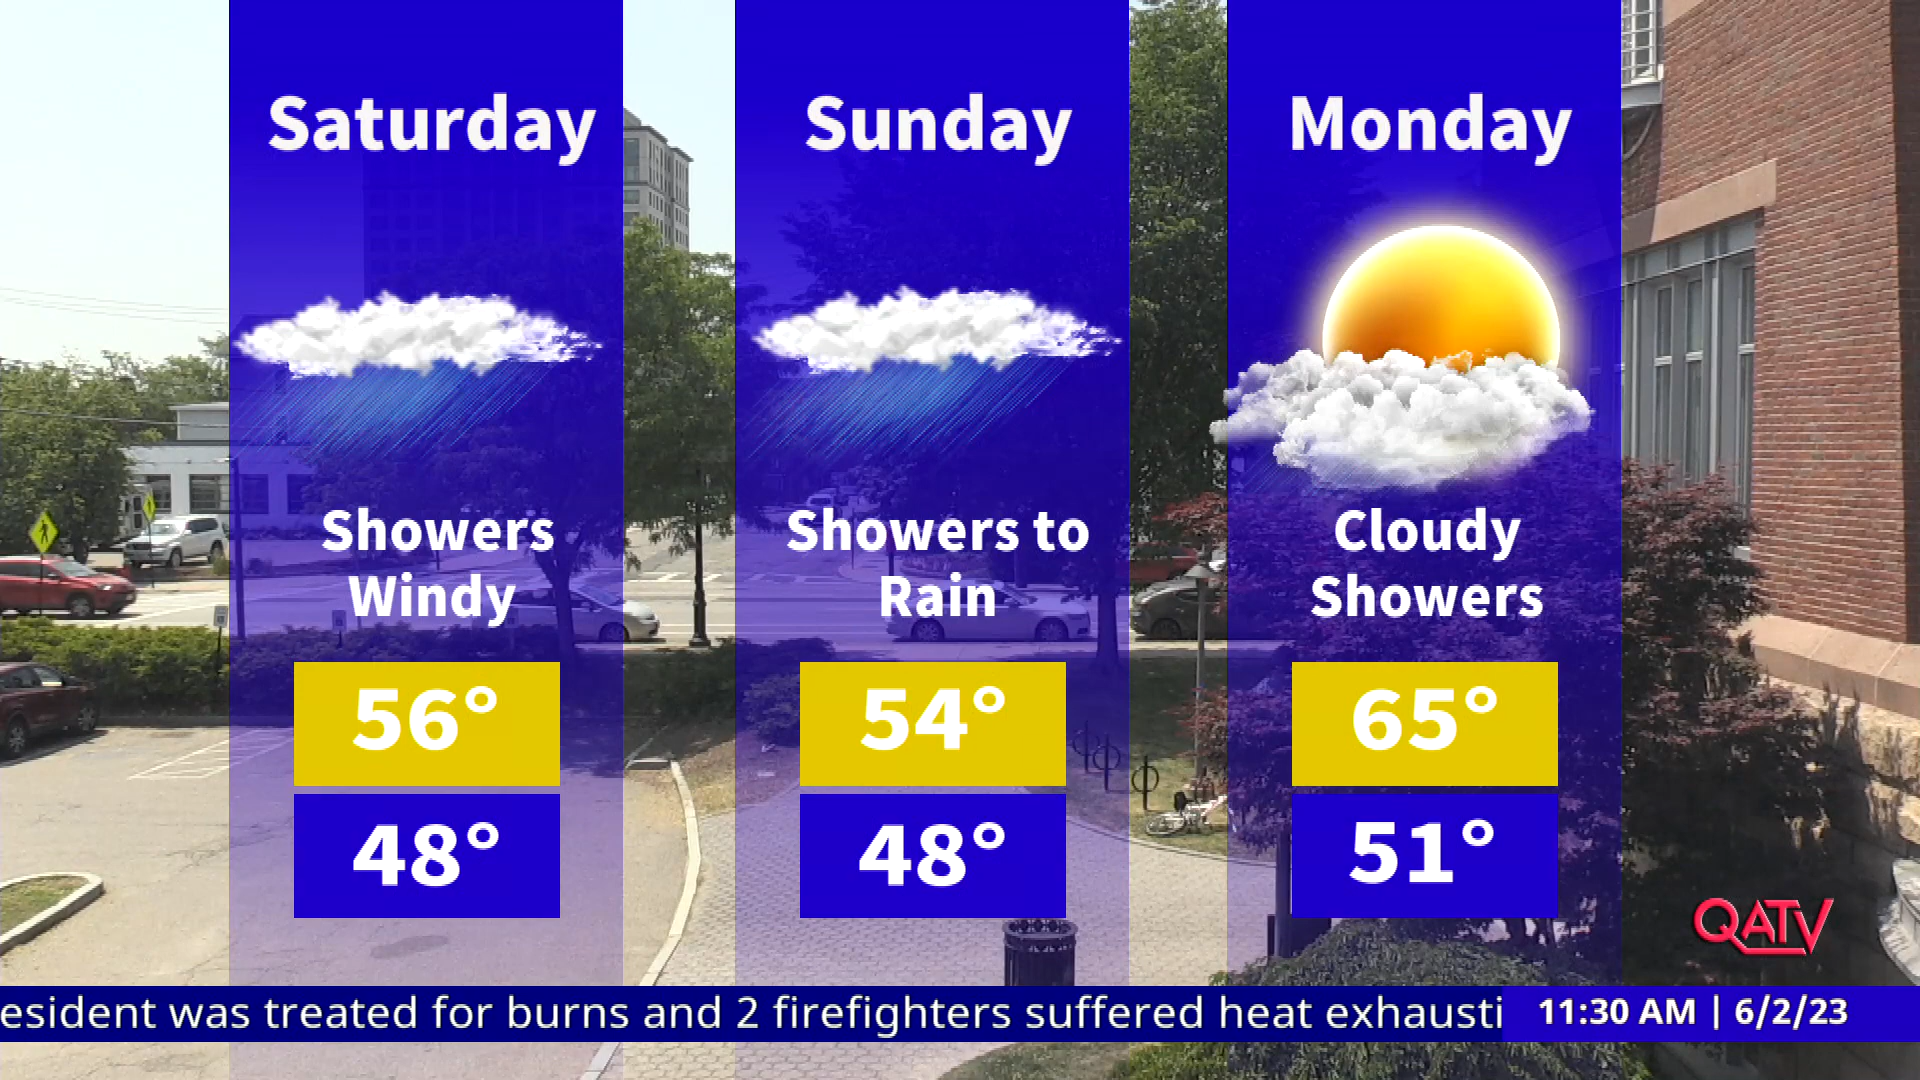 Saturday
Showers
Windy
56°
48°
Sunday
Showers to
Rain
54°
48°
Monday
Cloudy
Showers
65°
51°
QATV
esident was treated for burns and 2 firefighters suffered heat exhausti
11:30 AM | 6/2/23